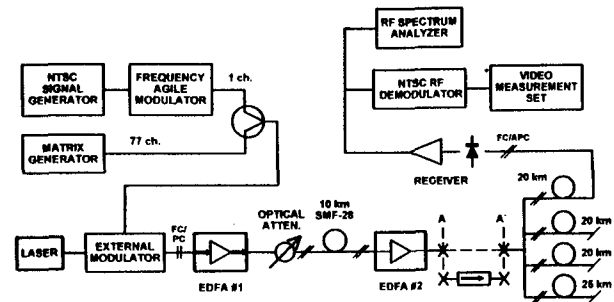 RF SPECTRUM
ANALYZER
NTSC
SIGNAL
GENERATOR
FREQUENCY
AGILE
MODULATOR
1 ch.
NTSC RF
DEMODULATOR
VIDEO
MEASUREMENT
SET
MATRIX
GENERATOR
77 ch.
FC/APC
RECEIVER
20 km
10 km
SMF-28
OPTICAL
ATTEN.
FC/
PC
A
A'
20 km
20 km
25 km
LASER
EXTERNAL
MODULATOR
EDFA #1
EDFA #2